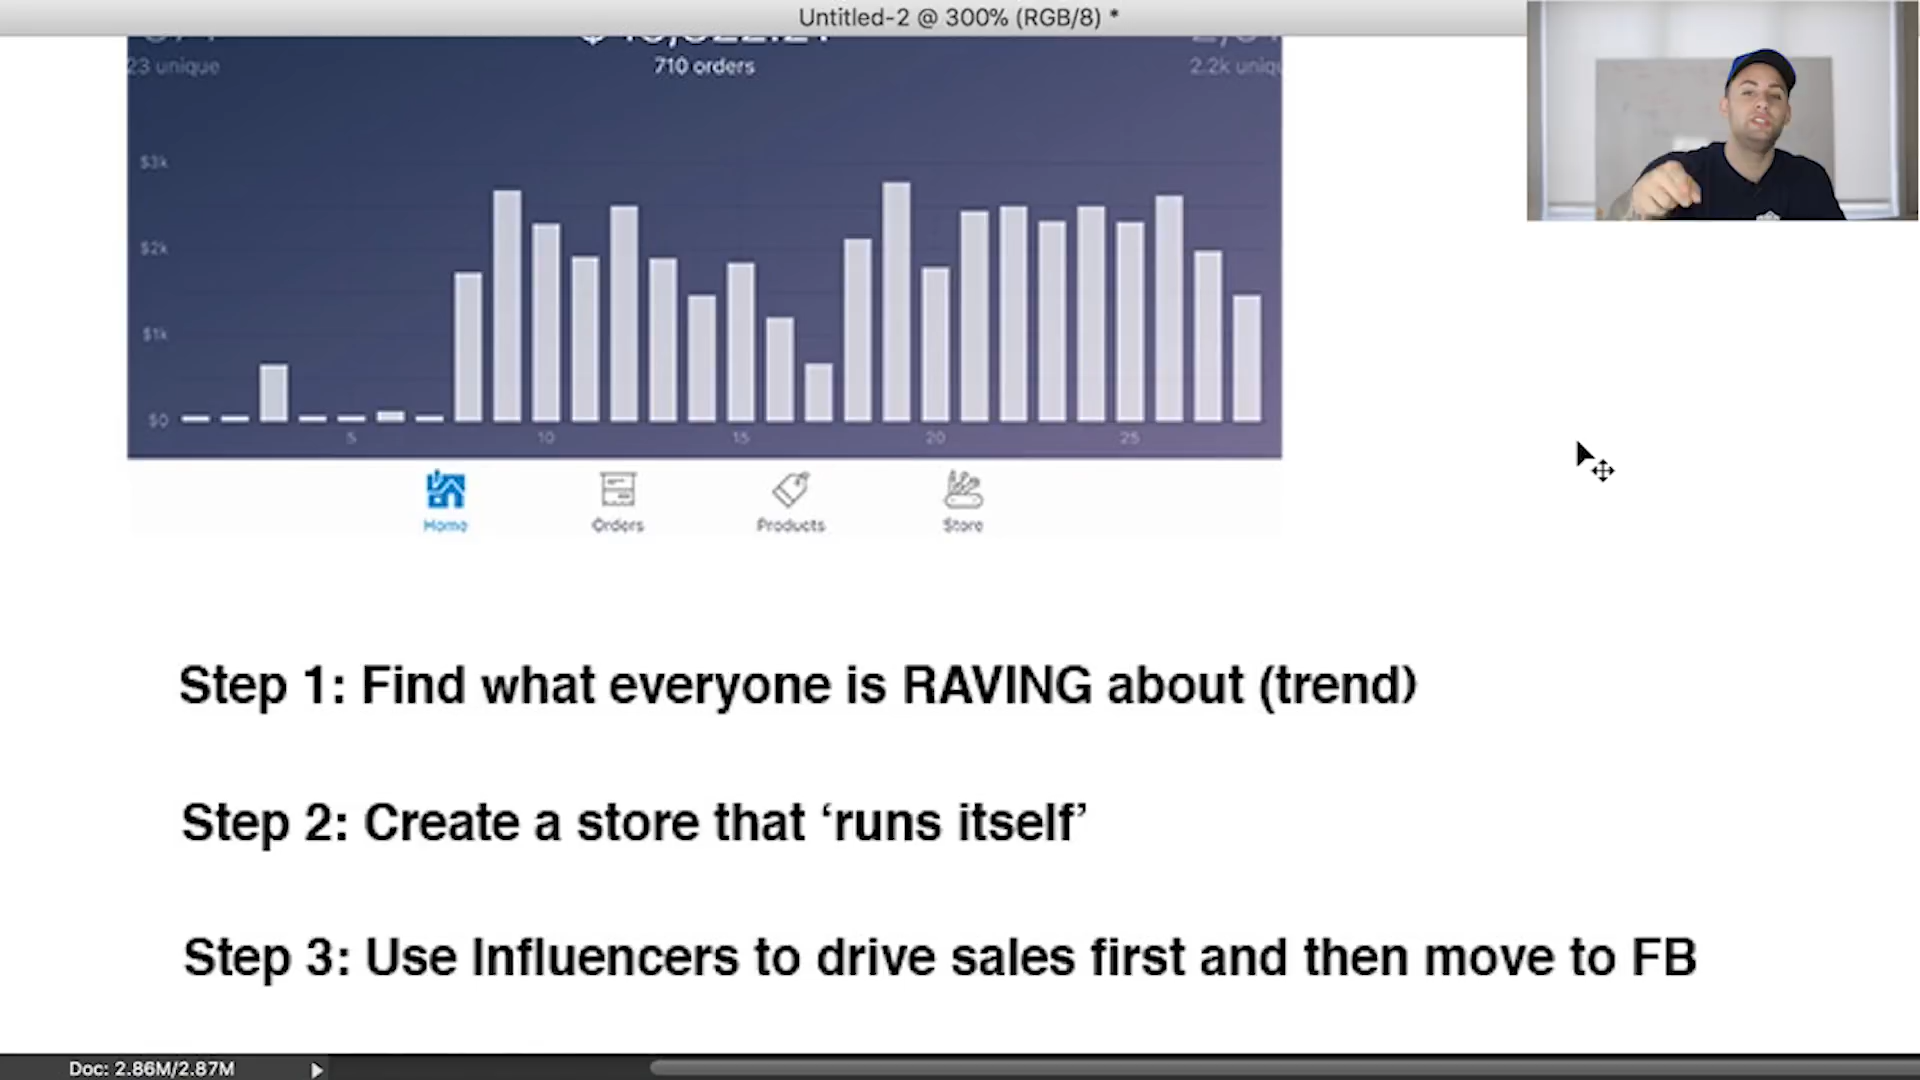 Untitled-2 @ 300% (RGB/8) *
23 unique
710 orders
2.2k uniq
$3k
$2k
$1k
$0
5 10 15 20 25
Home Orders Products Store
Step 1: Find what everyone is RAVING about (trend)
Step 2: Create a store that ‘runs itself’
Step 3: Use Influencers to drive sales first and then move to FB
Doc: 2.86M/2.87M